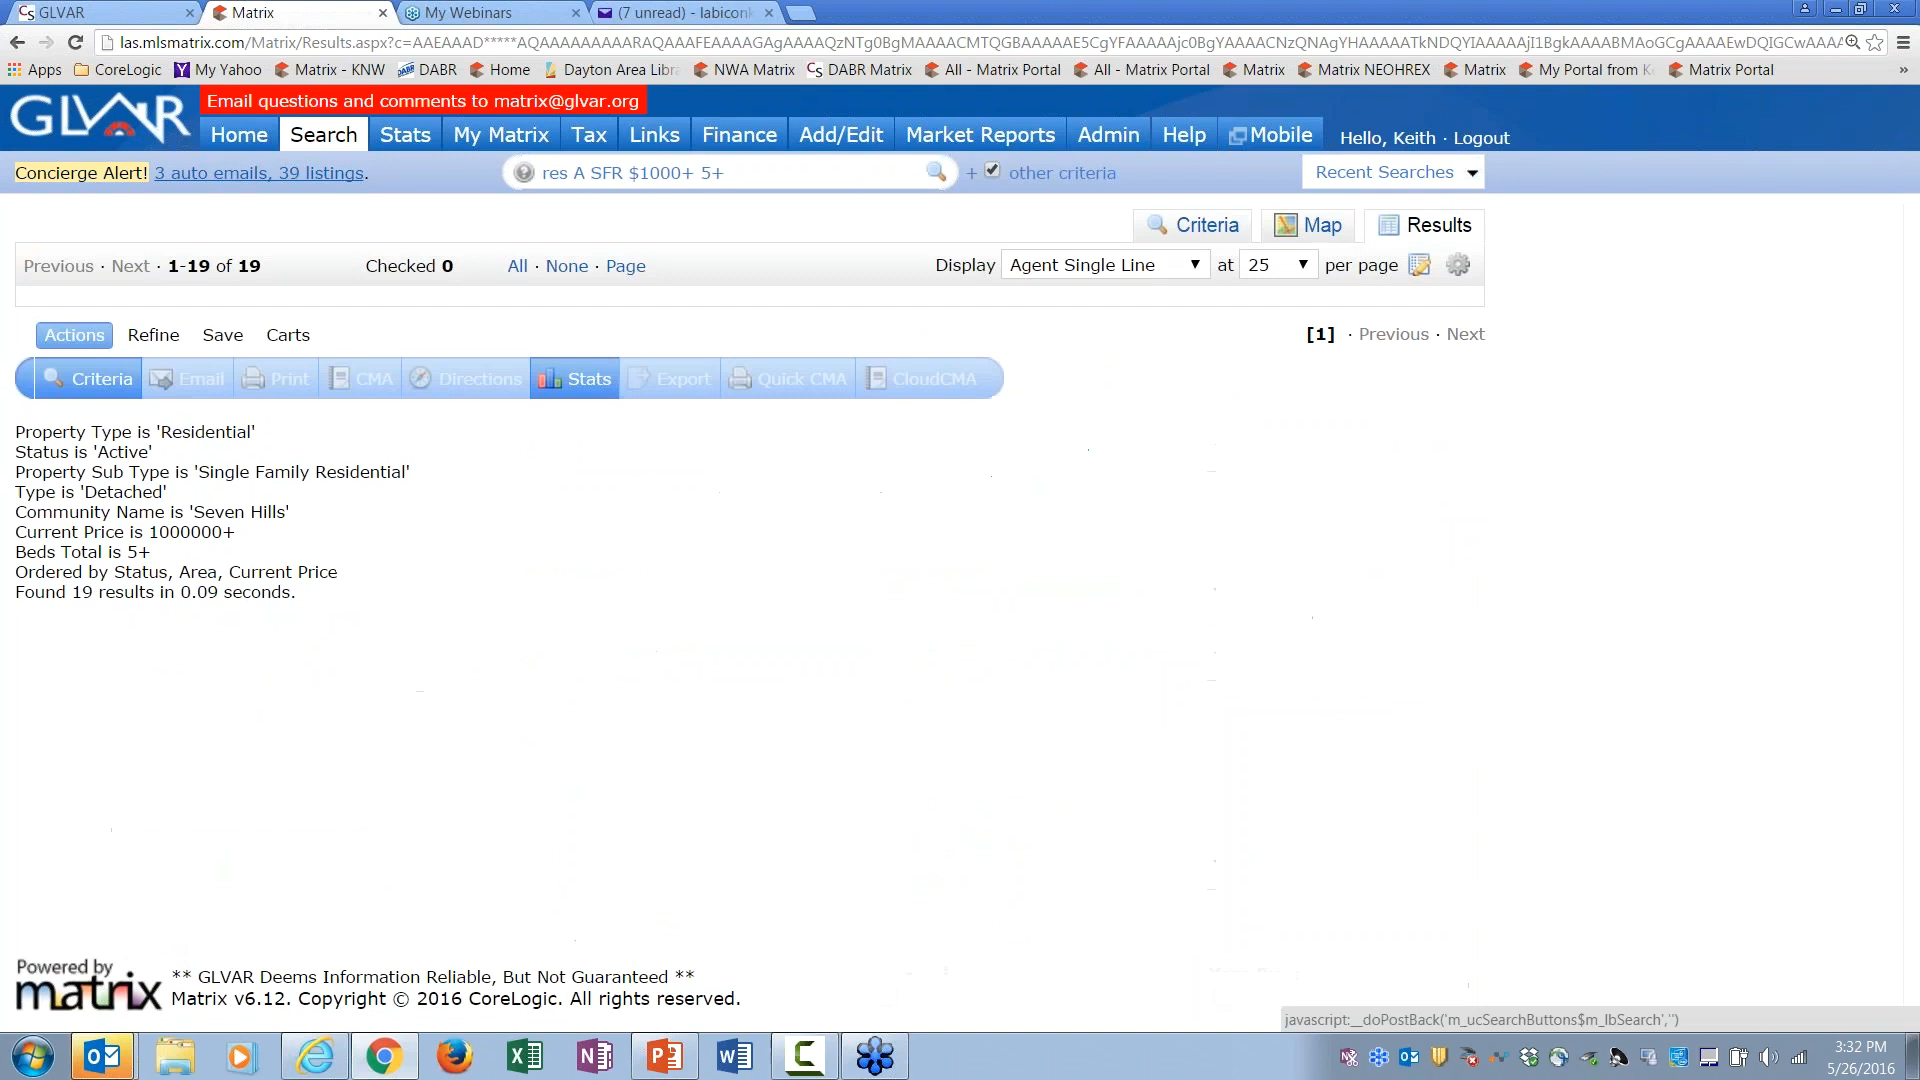 GLVAR
Matrix
My Webinars
(7 unread) - labiconk
las.mlsmatrix.com/Matrix/Results.aspx?c=
Apps
CoreLogic
My Yahoo
Matrix - KNW
DABR
Home
Dayton Area Libr
NWA Matrix
DABR Matrix
All - Matrix Portal
All - Matrix Portal
Matrix
Matrix NEOHREX
Matrix
My Portal from
Matrix Portal
»
GLVAR
Email questions and comments to matrix@glvar.org
Home
Search
Stats
My Matrix
Tax
Links
Finance
Add/Edit
Market Reports
Admin
Help
Mobile
Hello, Keith · Logout
Concierge Alert! 3 auto emails, 39 listings.
res A SFR $1000+ 5+
+ other criteria
Recent Searches
Criteria
Map
Results
Previous · Next · 1-19 of 19
Checked 0
All · None · Page
Display Agent Single Line at 25 per page
Actions
Refine
Save
Carts
[1] · Previous · Next
Criteria
Email
Print
CMA
Directions
Stats
Export
Quick CMA
CloudCMA
Property Type is 'Residential'
Status is 'Active'
Property Sub Type is 'Single Family Residential'
Type is 'Detached'
Community Name is 'Seven Hills'
Current Price is 1000000+
Beds Total is 5+
Ordered by Status, Area, Current Price
Found 19 results in 0.09 seconds.
Powered by
matrix
** GLVAR Deems Information Reliable, But Not Guaranteed **
Matrix v6.12. Copyright © 2016 CoreLogic. All rights reserved.
javascript:__doPostBack('m_ucSearchButtons$m_lbSearch','')
3:32 PM
5/26/2016